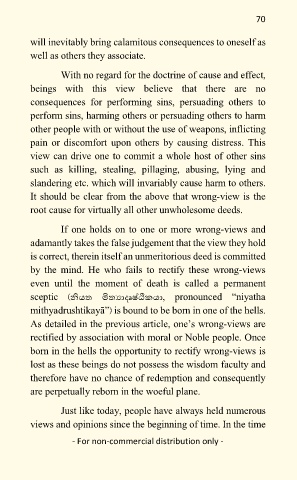 70
will inevitably bring calamitous consequences to oneself as
well as others they associate.
With no regard for the doctrine of cause and effect,
beings with this view believe that there are no
consequences for performing sins, persuading others to
perform sins, harming others or persuading others to harm
other people with or without the use of weapons, inflicting
pain or discomfort upon others by causing distress. This
view can drive one to commit a whole host of other sins
such as killing, stealing, pillaging, abusing, lying and
slandering etc. which will invariably cause harm to others.
It should be clear from the above that wrong-view is the
root cause for virtually all other unwholesome deeds.
If one holds on to one or more wrong-views and
adamantly takes the false judgement that the view they hold
is correct, therein itself an unmeritorious deed is committed
by the mind. He who fails to rectify these wrong-views
even until the moment of death is called a permanent
sceptic (නියත මිත්‍යාදෘෂ්ඨිකයා, pronounced “niyatha
mithyadrushtikayā”) is bound to be born in one of the hells.
As detailed in the previous article, one’s wrong-views are
rectified by association with moral or Noble people. Once
born in the hells the opportunity to rectify wrong-views is
lost as these beings do not possess the wisdom faculty and
therefore have no chance of redemption and consequently
are perpetually reborn in the woeful plane.
Just like today, people have always held numerous
views and opinions since the beginning of time. In the time
- For non-commercial distribution only -